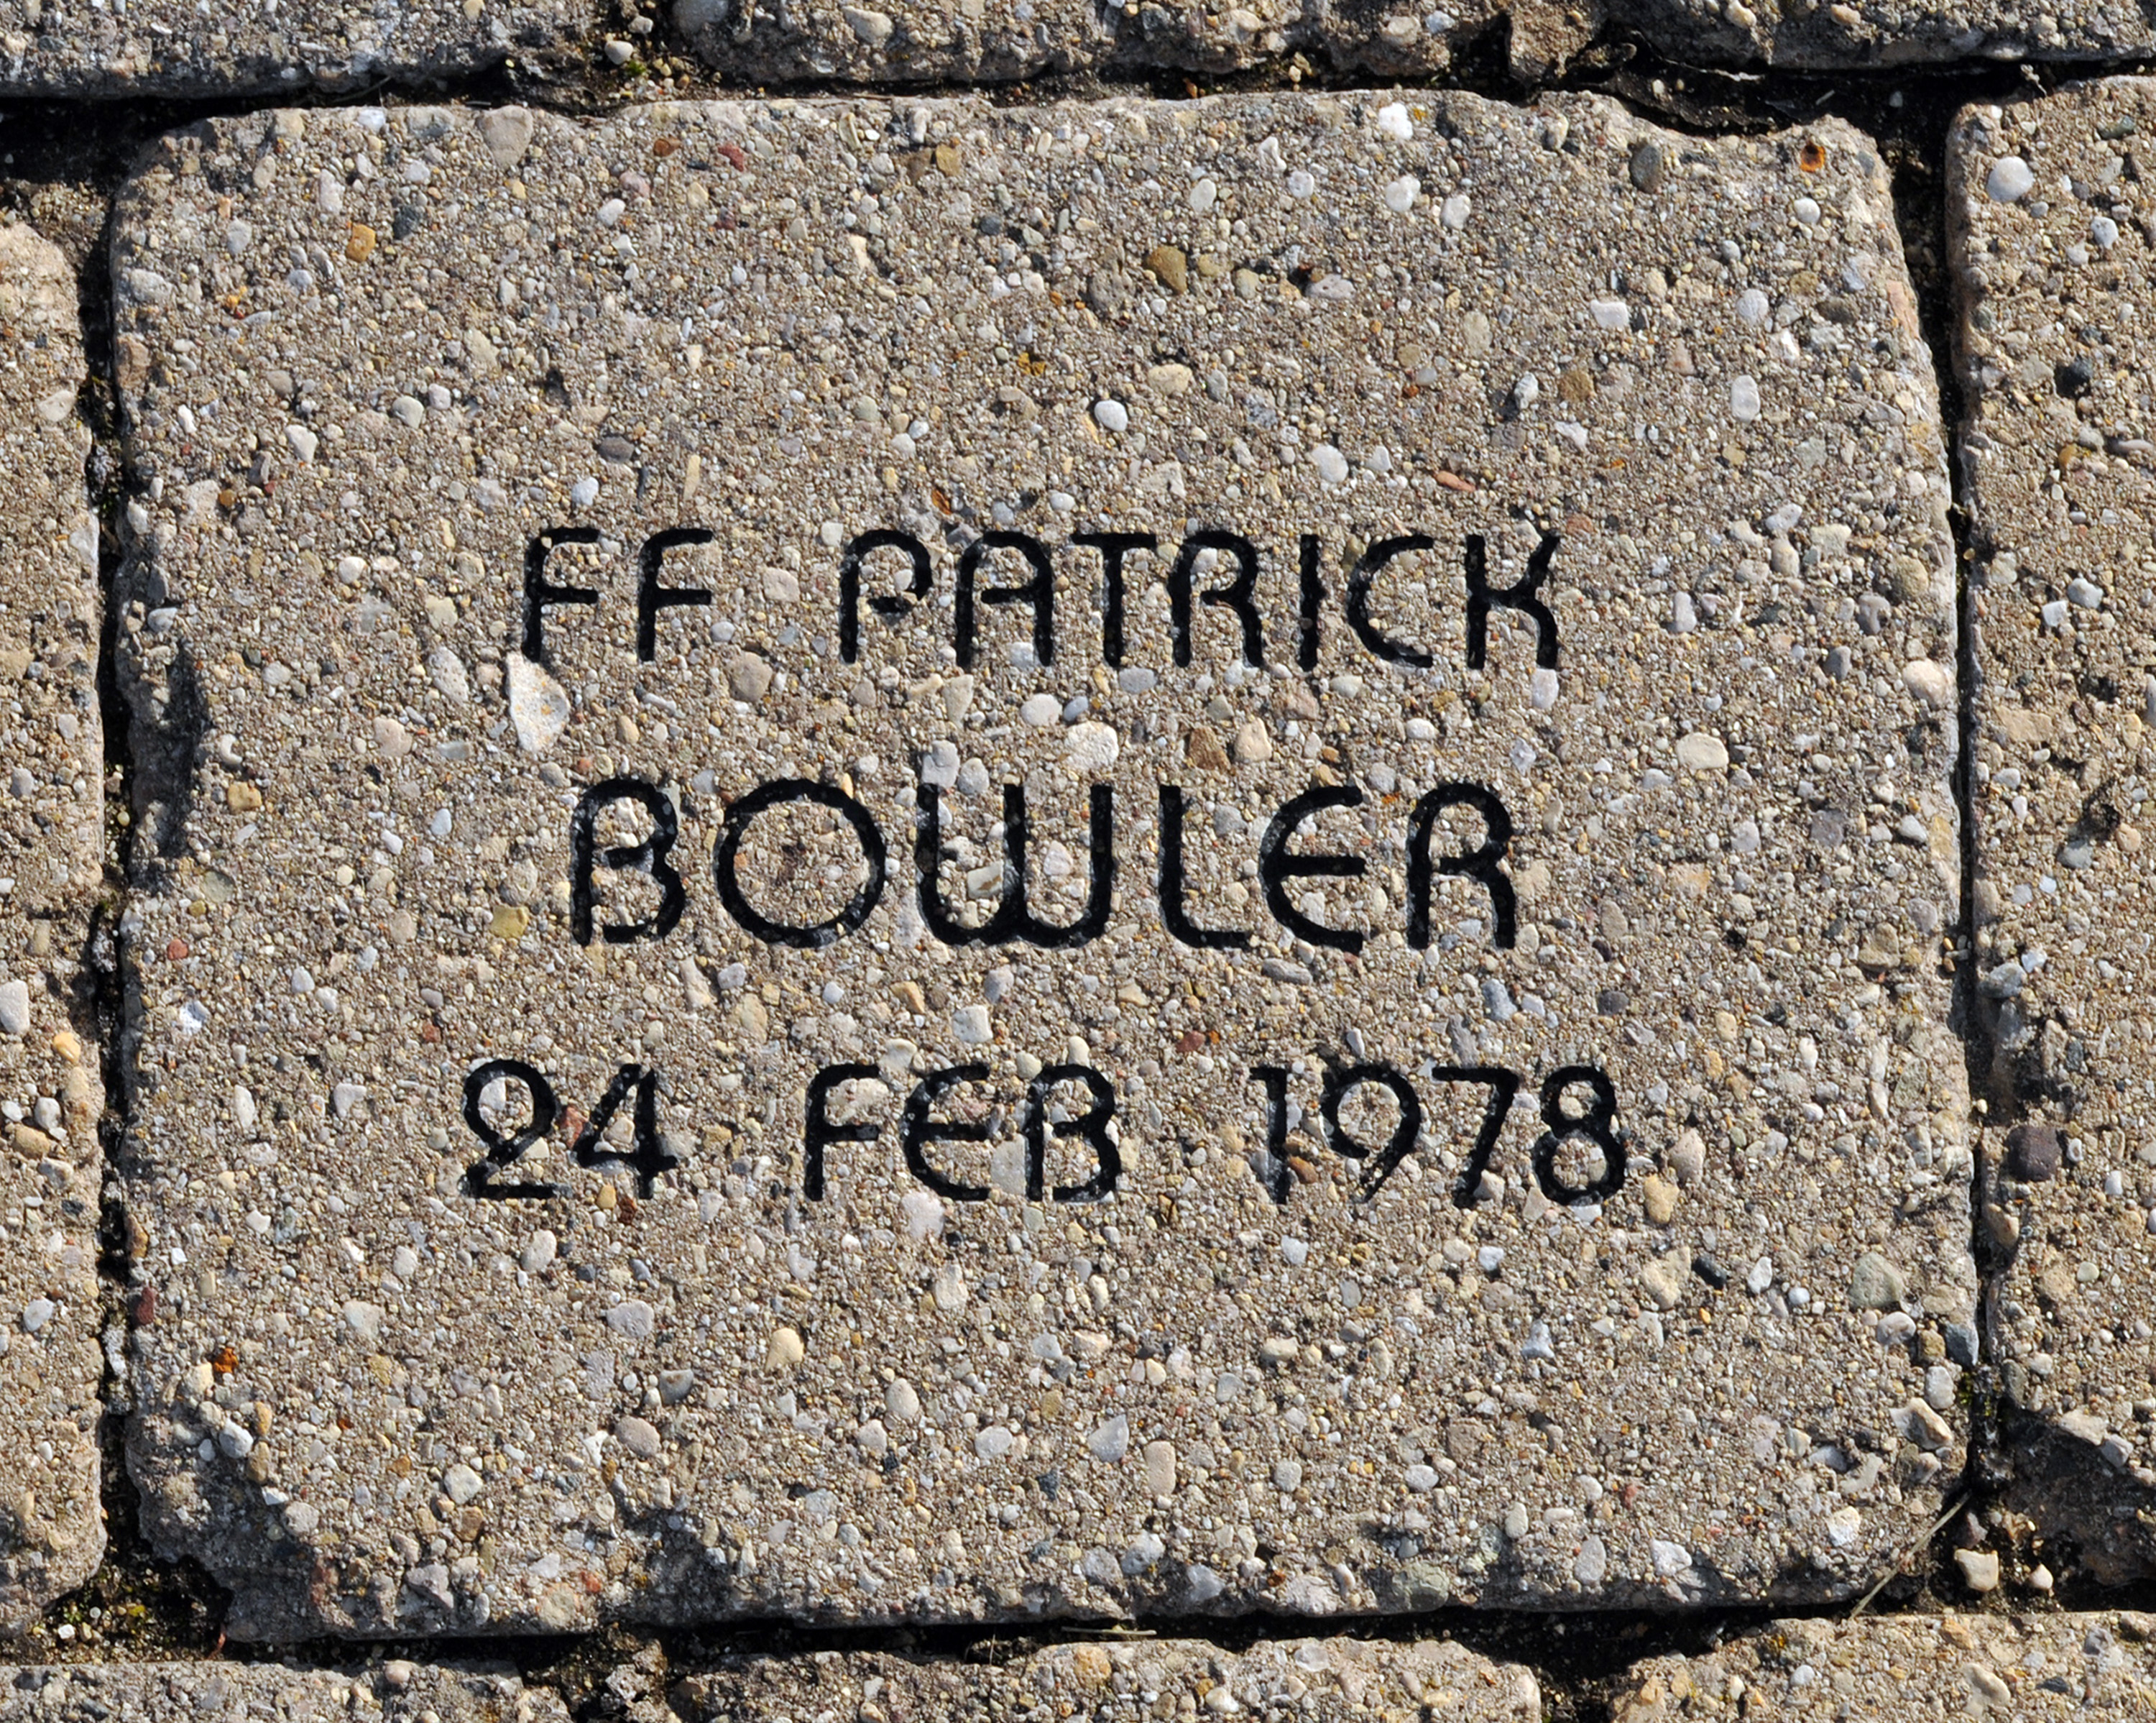 FF PATRICK
BOWLER
24 FEB 1978